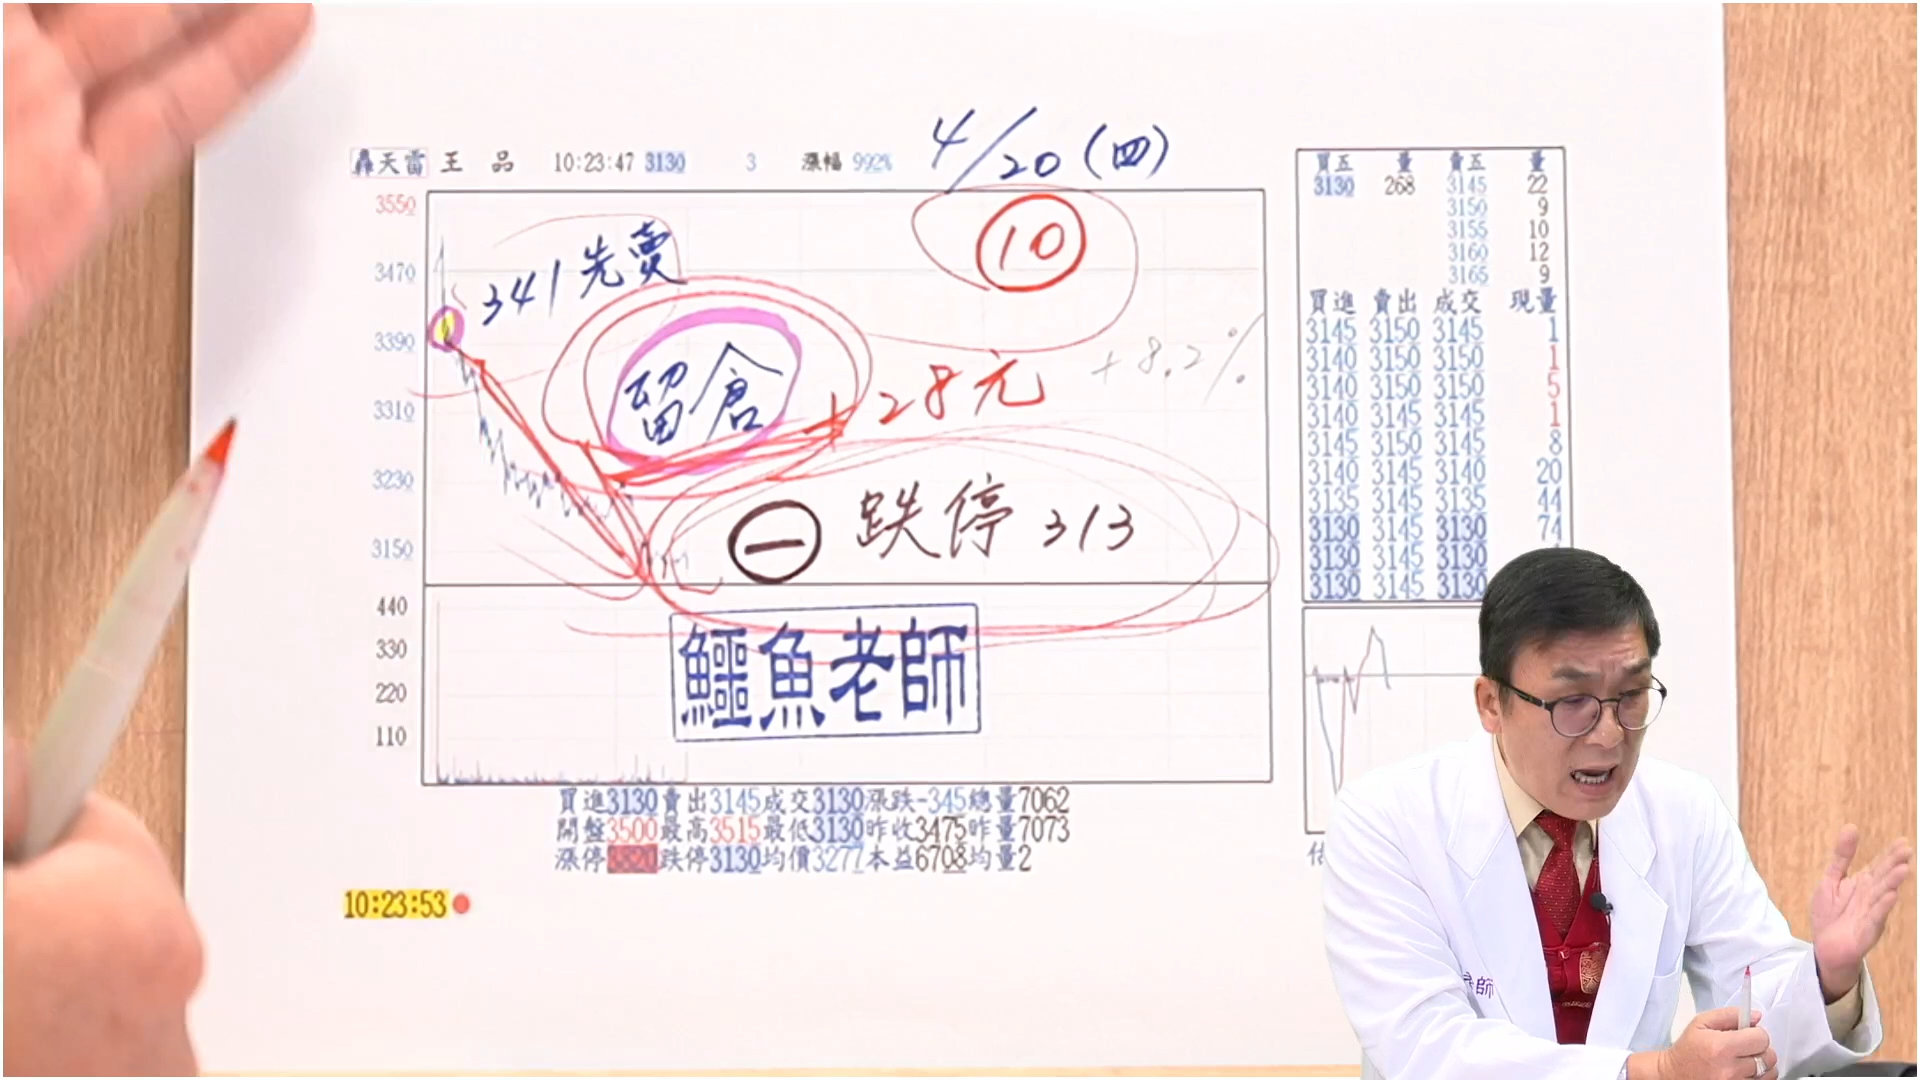 4/20(四)
轟天雷 王 品 10:23:47 3130 3 漲幅 992%
3550
3470
3390
3310
3230
3150
440
330
220
110
10
341先賣
留倉
+28元
+8.2%
一 跌停 313
鱷魚老師
買進3130賣出3145成交3130漲跌-345總量7062
開盤3500最高3515最低3130昨收3475昨量7073
漲停3820跌停3130均價3277本益6708均量2
10:23:53
買五 量 賣五 量
3130 268 3145 22
3150 9
3155 10
3160 12
3165 9
買進 賣出 成交 現量
3145 3150 3145 1
3140 3150 3150 1
3140 3150 3150 5
3140 3145 3145 1
3145 3150 3145 8
3140 3145 3140 20
3135 3145 3135 44
3130 3145 3130 74
3130 3145 3130
3130 3145 3130
估
師